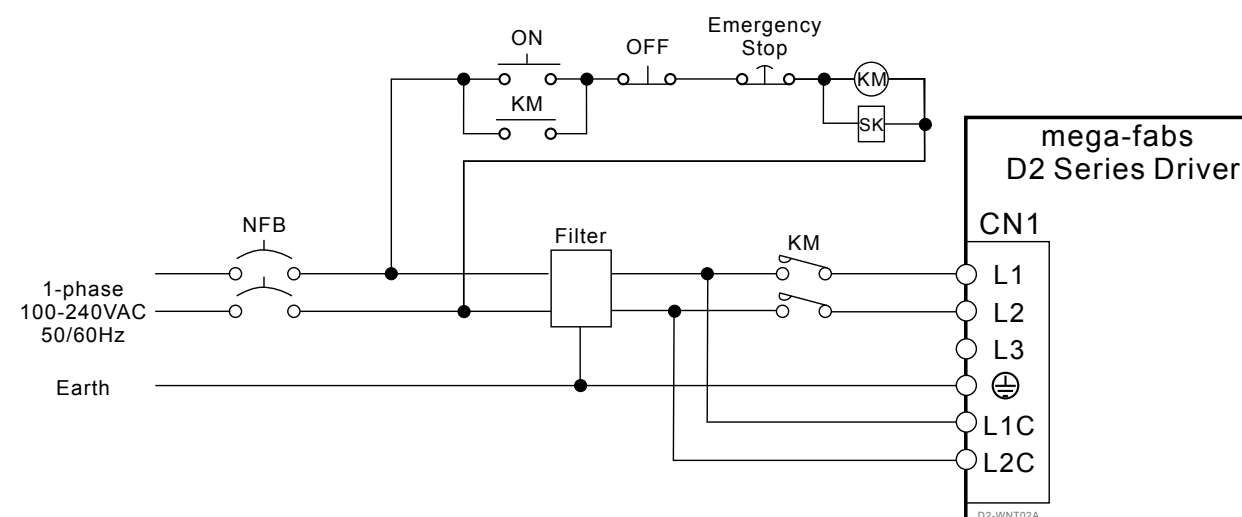 Emergency
Stop
ON
OFF
KM
KM
SK
mega-fabs
D2 Series Driver
CN1
NFB
Filter
KM
L1
1-phase
100-240VAC
50/60Hz
L2
L3
Earth
L1C
L2C
D2-WNT02A